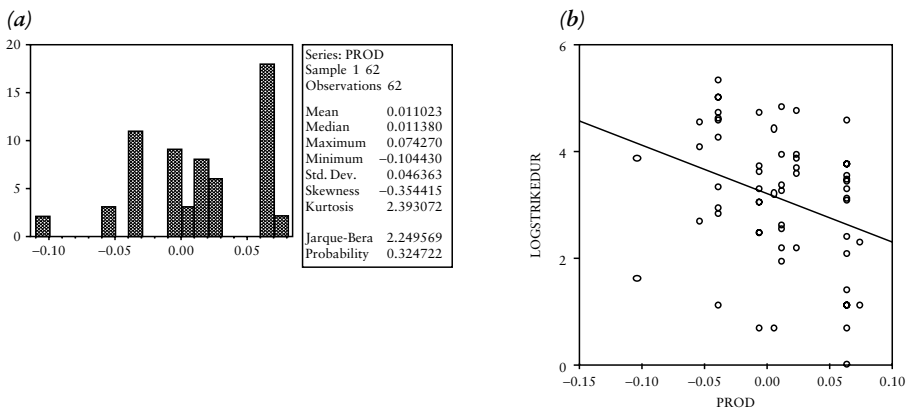 (a)
20
15
10
5
0
−0.10
−0.05
0.00
0.05
Series: PROD
Sample 1 62
Observations 62
Mean 0.011023
Median 0.011380
Maximum 0.074270
Minimum −0.104430
Std. Dev. 0.046363
Skewness −0.354415
Kurtosis 2.393072
Jarque-Bera 2.249569
Probability 0.324722
(b)
LOGSTRIKEDUR
6
4
2
0
−0.15
−0.10
−0.05
0.00
0.05
0.10
PROD